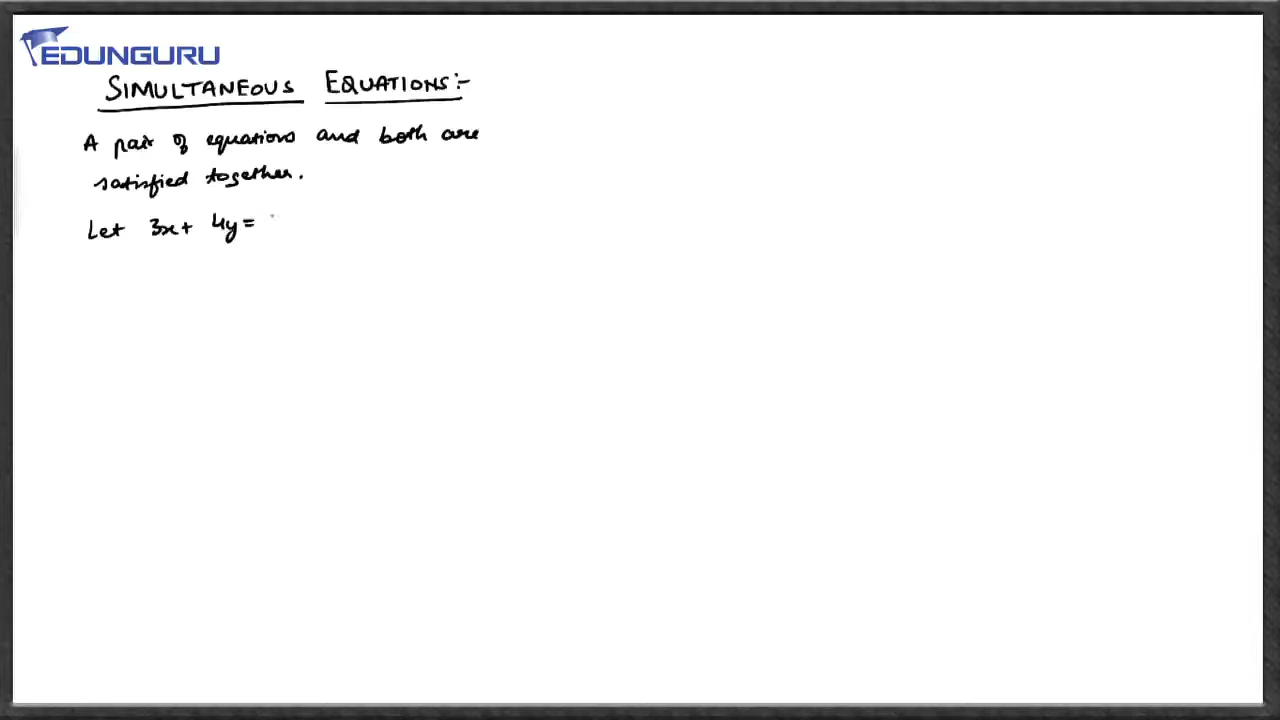 EDUNGURU
SIMULTANEOUS EQUATIONS:-
A pair of equations and both are
satisfied together.
Let 3x+ 4y=